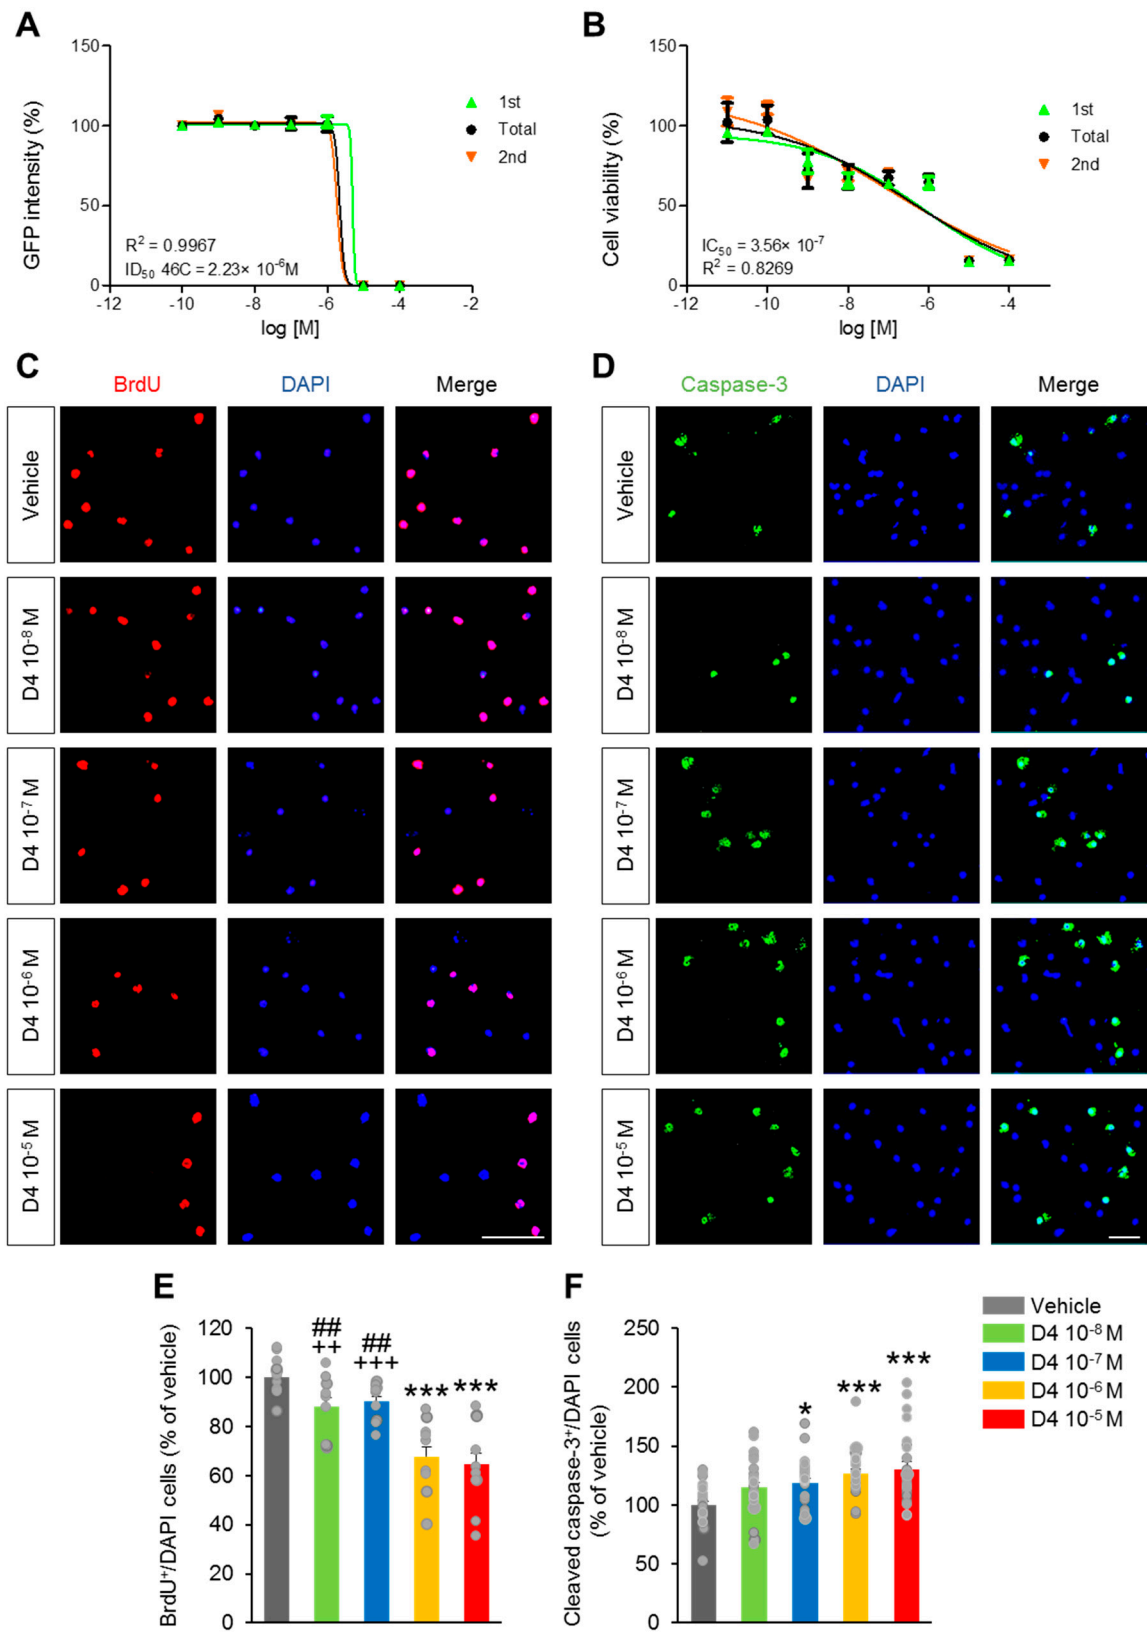 A
B
GFP intensity (%)
150
100
50
0
-12
-10
-8
-6
-4
-2
log [M]
1st
Total
2nd
R² = 0.9967
ID₅₀ 46C = 2.23× 10⁻⁶M
Cell viability (%)
150
100
50
0
-12
-10
-8
-6
-4
log [M]
1st
Total
2nd
IC₅₀ = 3.56× 10⁻⁷
R² = 0.8269
C
BrdU
DAPI
Merge
Vehicle
D4 10⁻⁸ M
D4 10⁻⁷ M
D4 10⁻⁶ M
D4 10⁻⁵ M
D
Caspase-3
DAPI
Merge
Vehicle
D4 10⁻⁸ M
D4 10⁻⁷ M
D4 10⁻⁶ M
D4 10⁻⁵ M
E
BrdU⁺/DAPI cells (% of vehicle)
120
100
80
60
40
20
0
##
++
##
+++
***
***
F
Cleaved caspase-3⁺/DAPI cells
(% of vehicle)
250
200
150
100
50
0
*
***
***
Vehicle
D4 10⁻⁸ M
D4 10⁻⁷ M
D4 10⁻⁶ M
D4 10⁻⁵ M